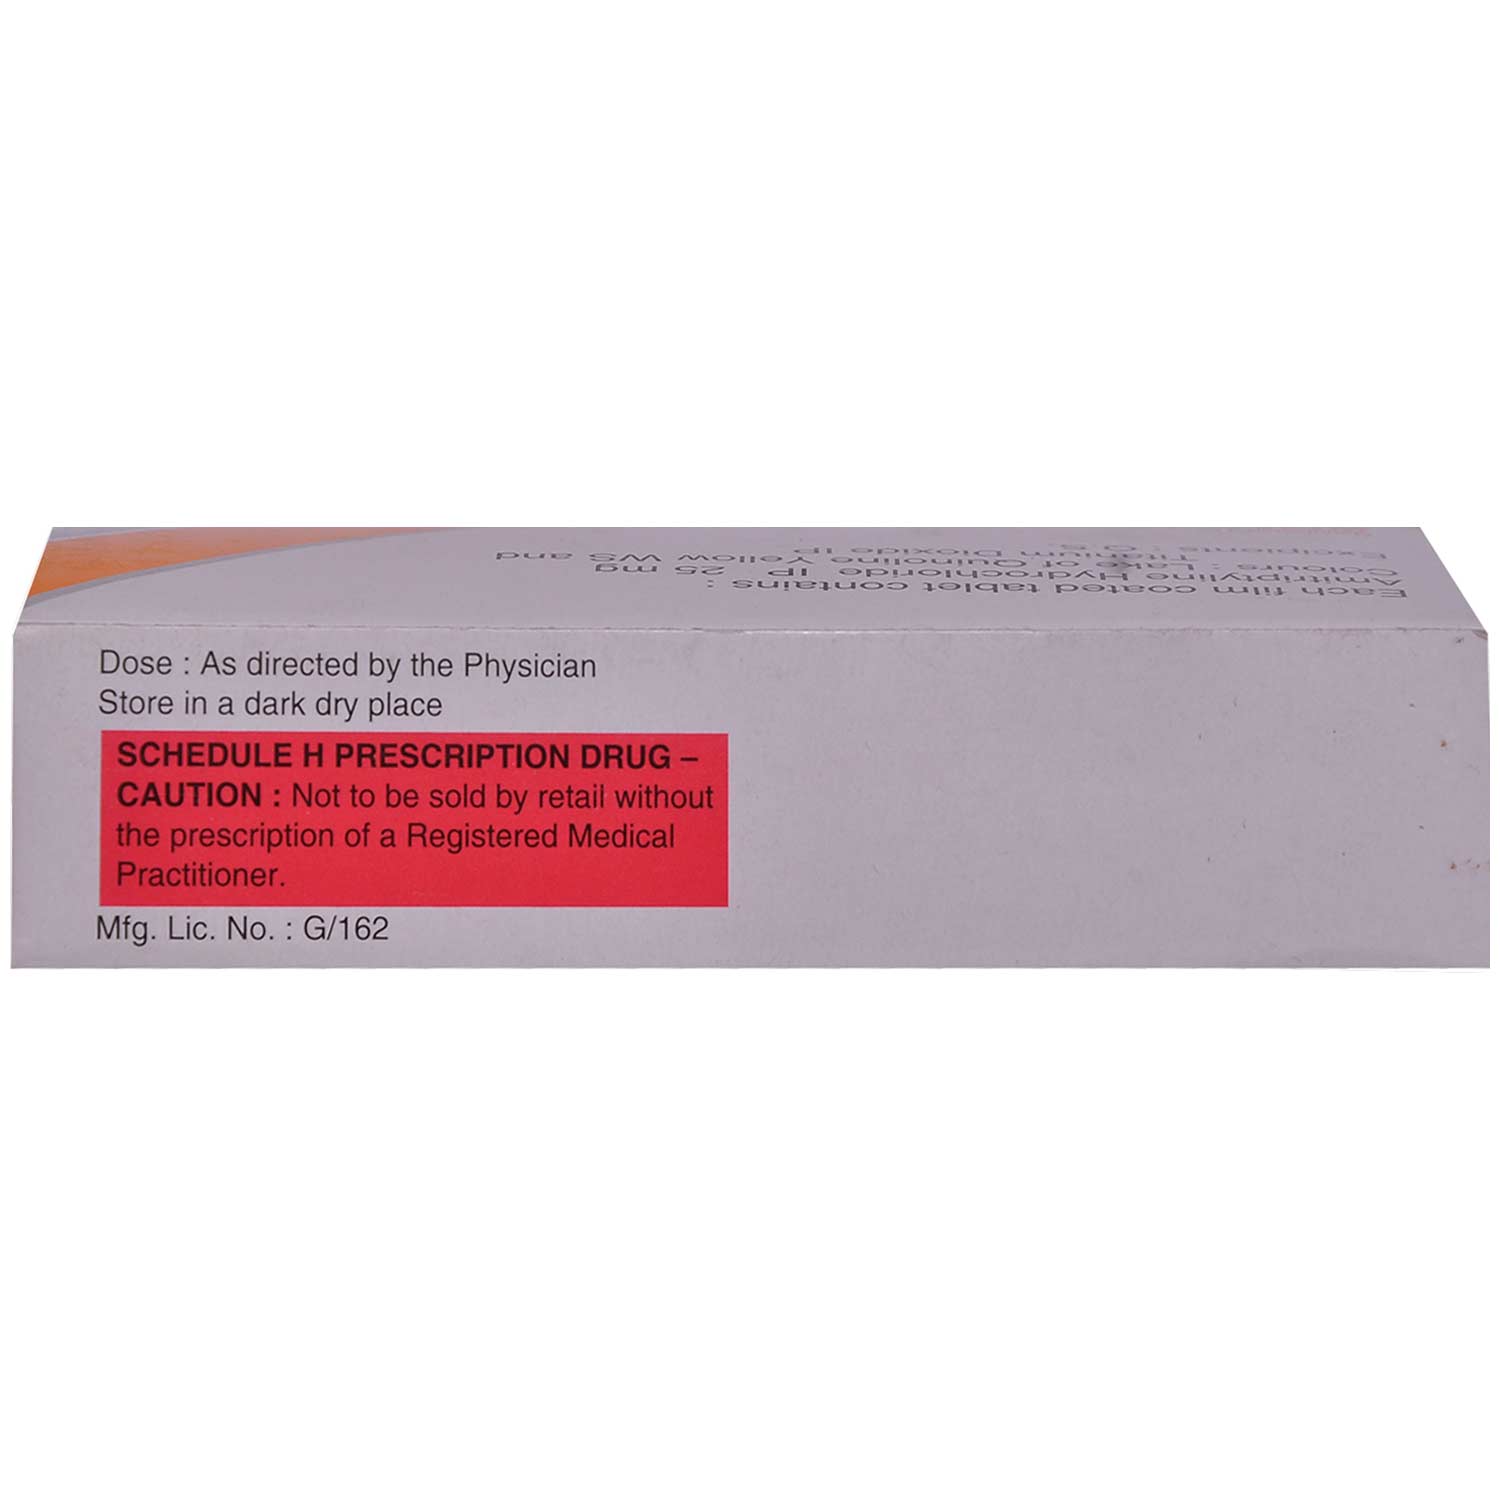 Each film coated tablet contains :
Amitriptyline Hydrochloride IP 25 mg
Colours : Lake of Quinoline Yellow WS and
Titanium Dioxide IP
Excipients : Q.S.
Dose : As directed by the Physician
Store in a dark dry place
SCHEDULE H PRESCRIPTION DRUG –
CAUTION : Not to be sold by retail without
the prescription of a Registered Medical
Practitioner.
Mfg. Lic. No. : G/162